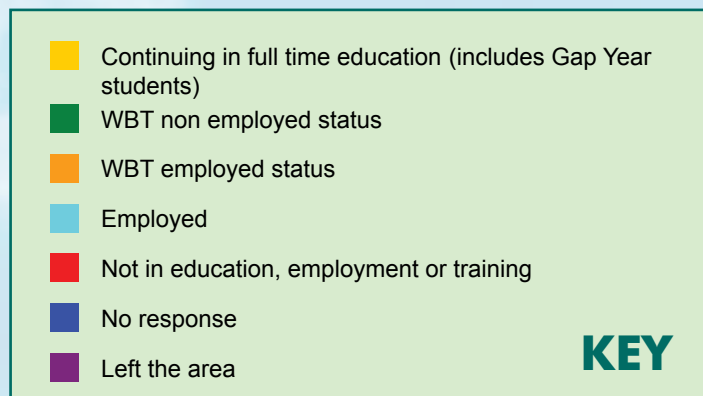 Continuing in full time education (includes Gap Year
students)
WBT non employed status
WBT employed status
Employed
Not in education, employment or training
No response
Left the area
KEY